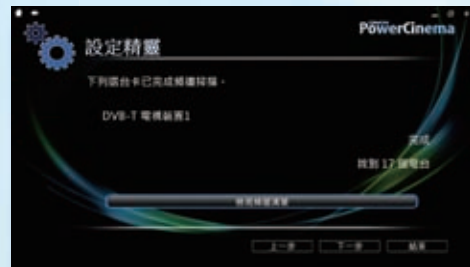 PowerCinema
設定精靈
下列選台卡已完成頻道掃描。
DVB-T 電視裝置1
完成
找到 17 個電台
上一步
下一步
結束